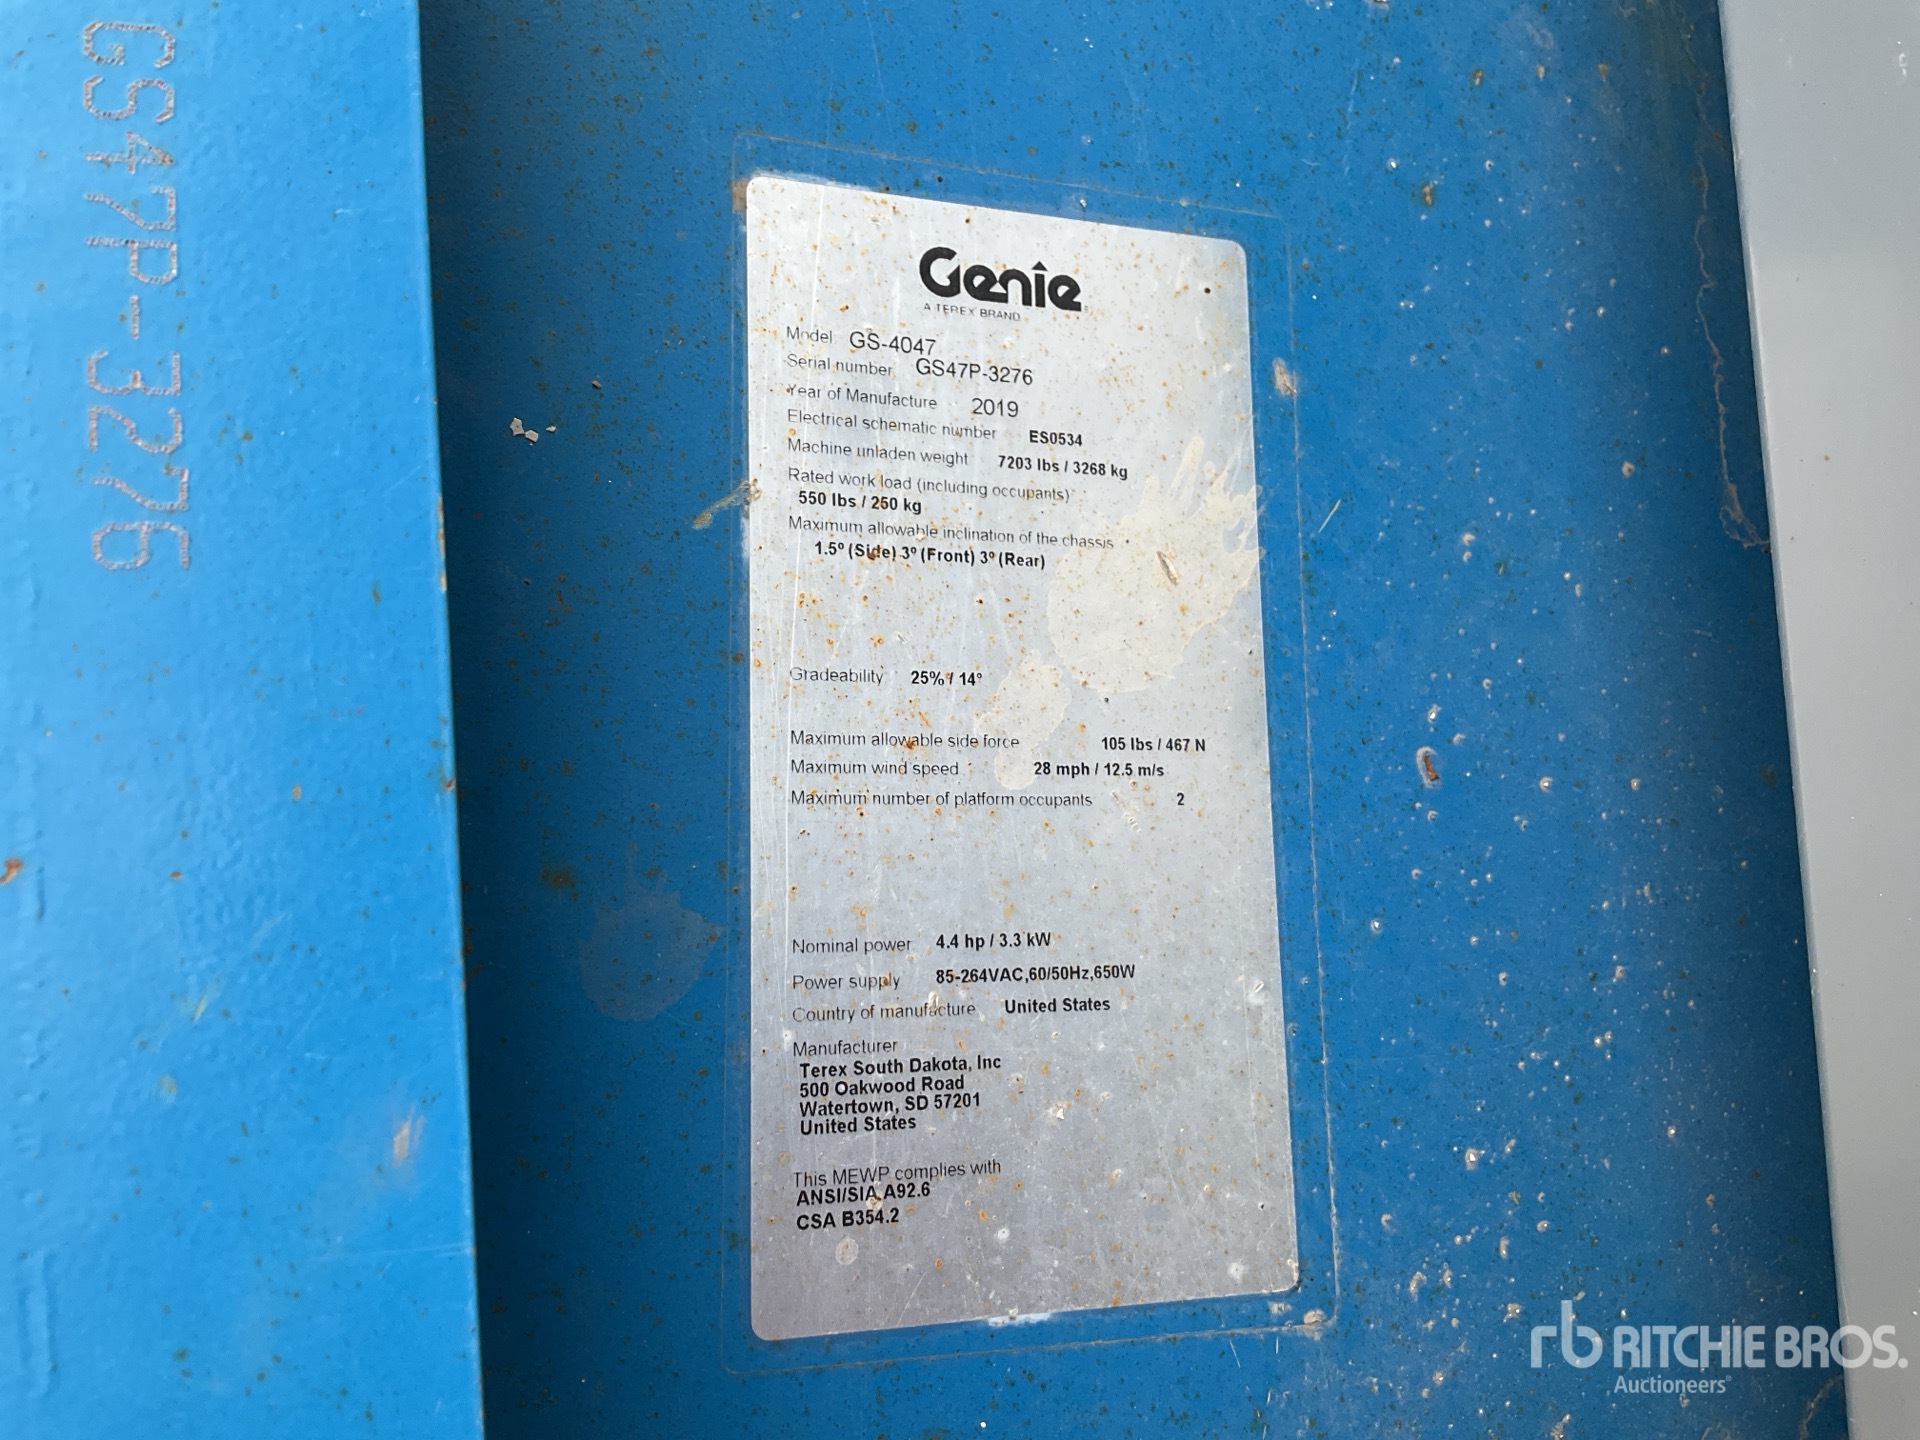 GS47P-3276
Genie
A TEREX BRAND
Model GS-4047
Serial number GS47P-3276
Year of Manufacture 2019
Electrical schematic number ES0534
Machine unladen weight 7203 lbs / 3268 kg
Rated work load (including occupants)
550 lbs / 250 kg
Maximum allowable inclination of the chassis
1.5º (Side) 3º (Front) 3º (Rear)
Gradeability 25% / 14°
Maximum allowable side force 105 lbs / 467 N
Maximum wind speed 28 mph / 12.5 m/s
Maximum number of platform occupants 2
Nominal power 4.4 hp / 3.3 kW
Power supply 85-264VAC,60/50Hz,650W
Country of manufacture United States
Manufacturer
Terex South Dakota, Inc
500 Oakwood Road
Watertown, SD 57201
United States
This MEWP complies with
ANSI/SIA A92.6
CSA B354.2
rb RITCHIE BROS.
Auctioneers